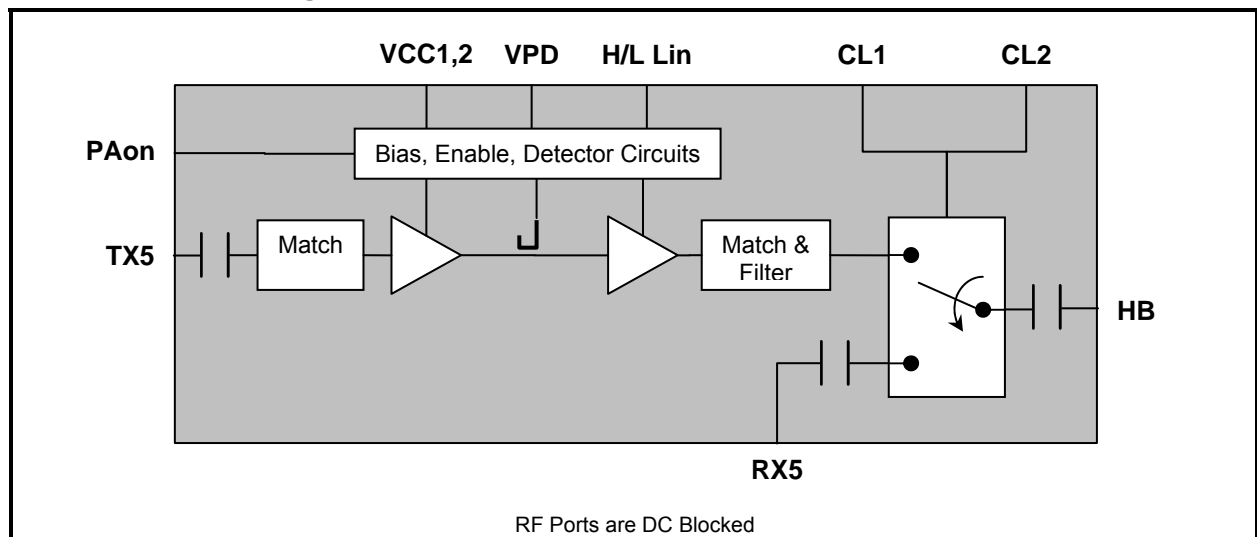 VCC1,2 VPD H/L Lin CL1 CL2
PAon
Bias, Enable, Detector Circuits
TX5
Match
Match &
Filter
HB
RX5
RF Ports are DC Blocked